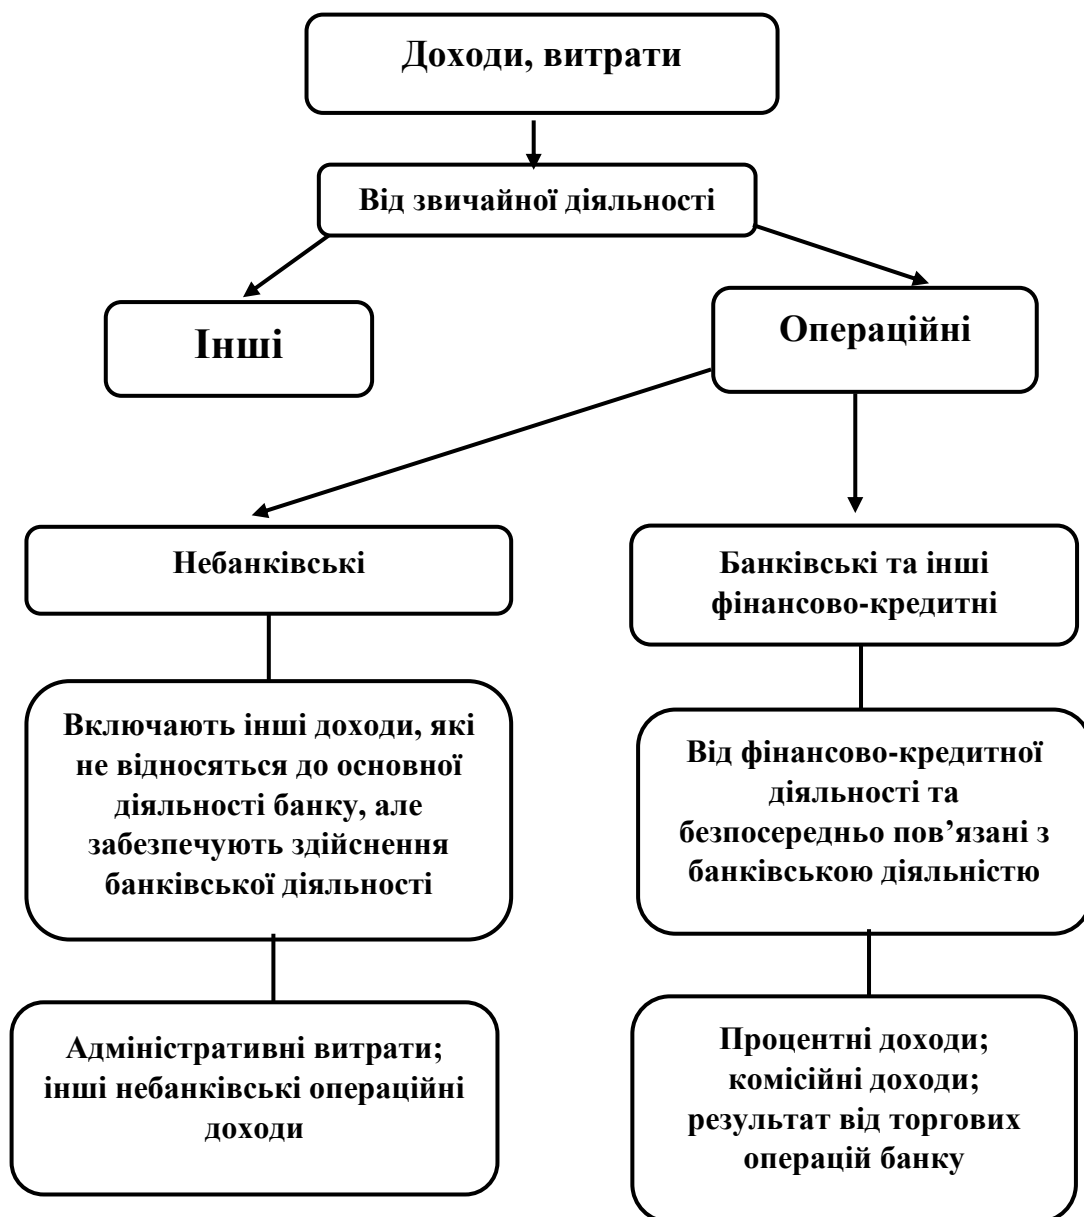 Доходи, витрати
Від звичайної діяльності
Інші
Операційні
Небанківські
Банківські та інші
фінансово-кредитні
Включають інші доходи, які
не відносяться до основної
діяльності банку, але
забезпечують здійснення
банківської діяльності
Від фінансово-кредитної
діяльності та
безпосередньо пов’язані з
банківською діяльністю
Адміністративні витрати;
інші небанківські операційні
доходи
Процентні доходи;
комісійні доходи;
результат від торгових
операцій банку